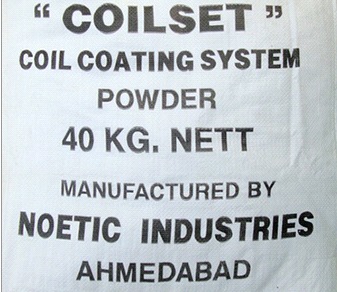 “ COILSET ”
COIL COATING SYSTEM
POWDER
40 KG. NETT
MANUFACTURED BY
NOETIC INDUSTRIES
AHMEDABAD